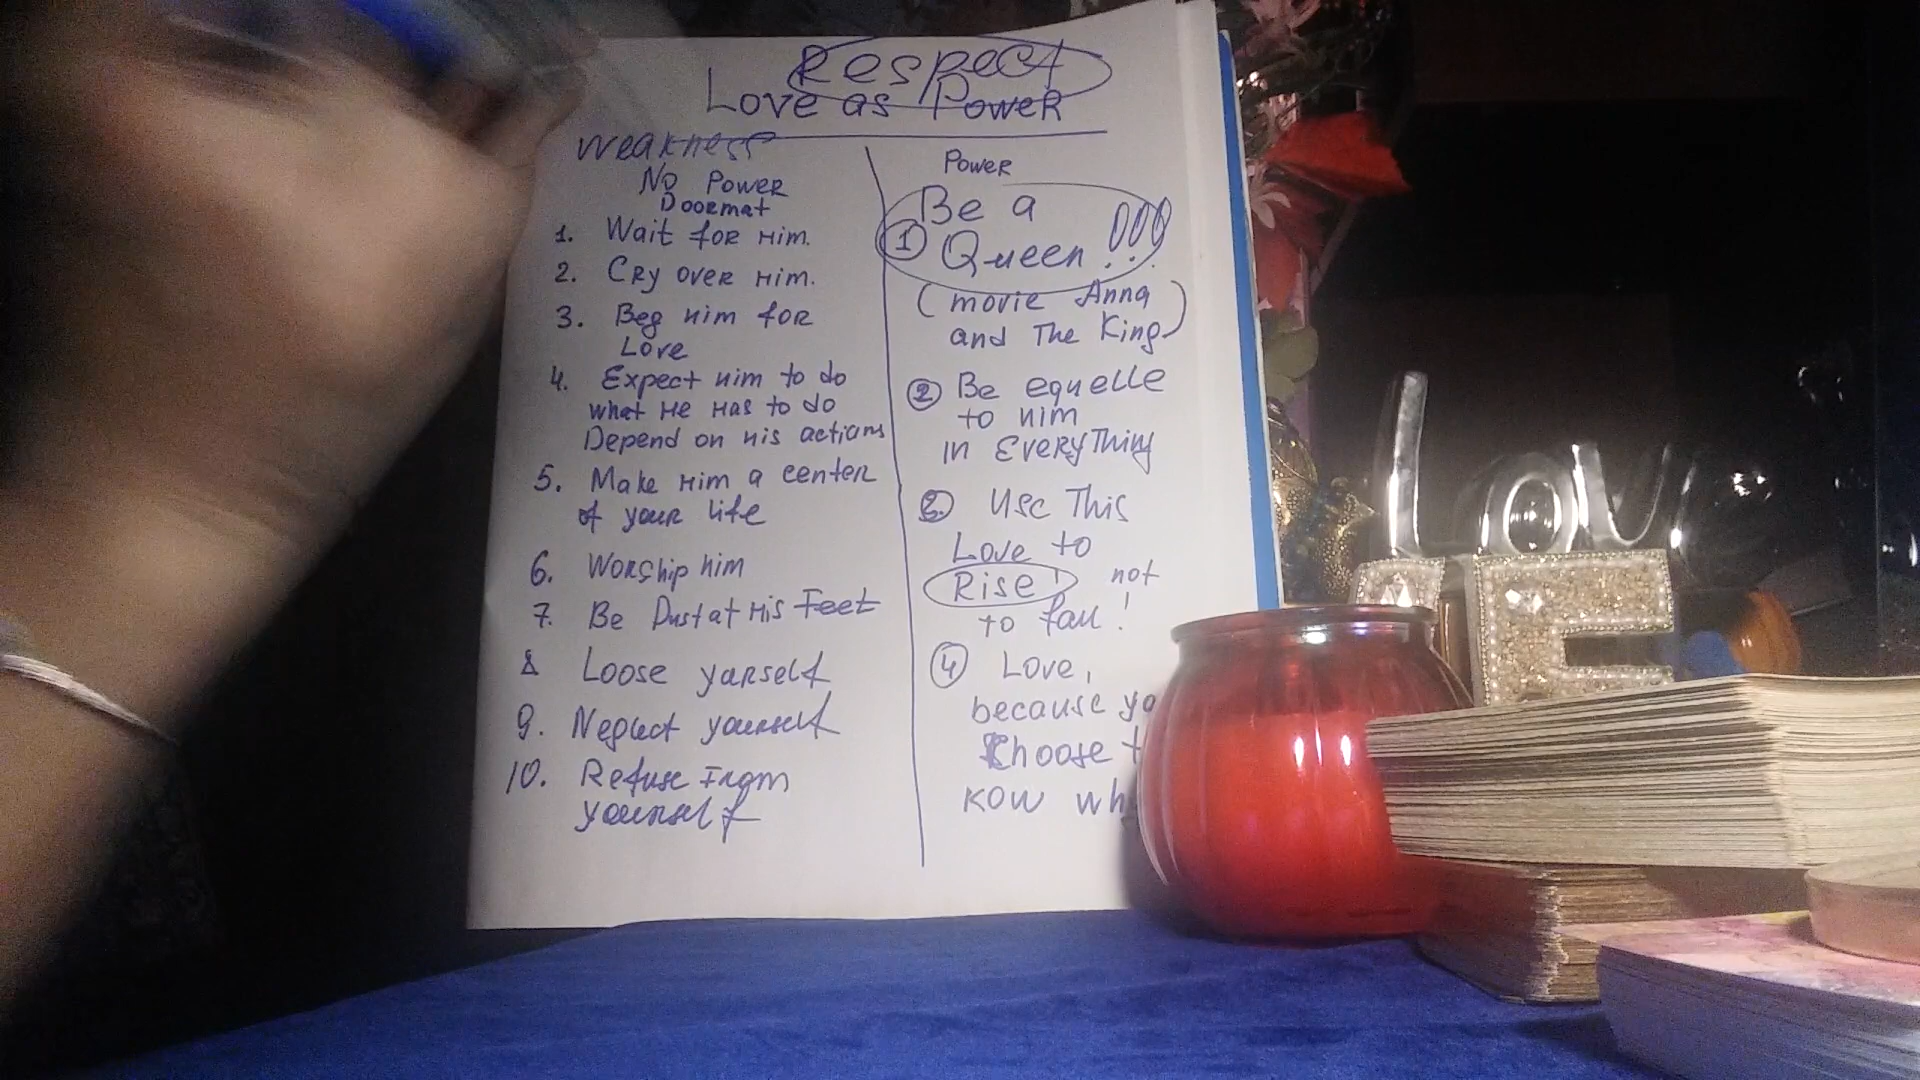 Respect
Love as Power
Weakness
No Power
Doormat
1. Wait for Him.
2. Cry over Him.
3. Beg him for
Love
4. Expect him to do
what He Has to do
Depend on his actions
5. Make Him a center
of your life
6. Worship him
7. Be Dust at His Feet
8 Loose yarself
9. Neglect yourself
10. Refuse From
yourself
Power
Be a
1 Queen !!!
(movie Anna
and The King)
2 Be equelle
to him
in EveryThing
3. Use This
Love to
Rise! not
to fall!
4 Love,
because yo
Choose t
kow wh
Lov
E